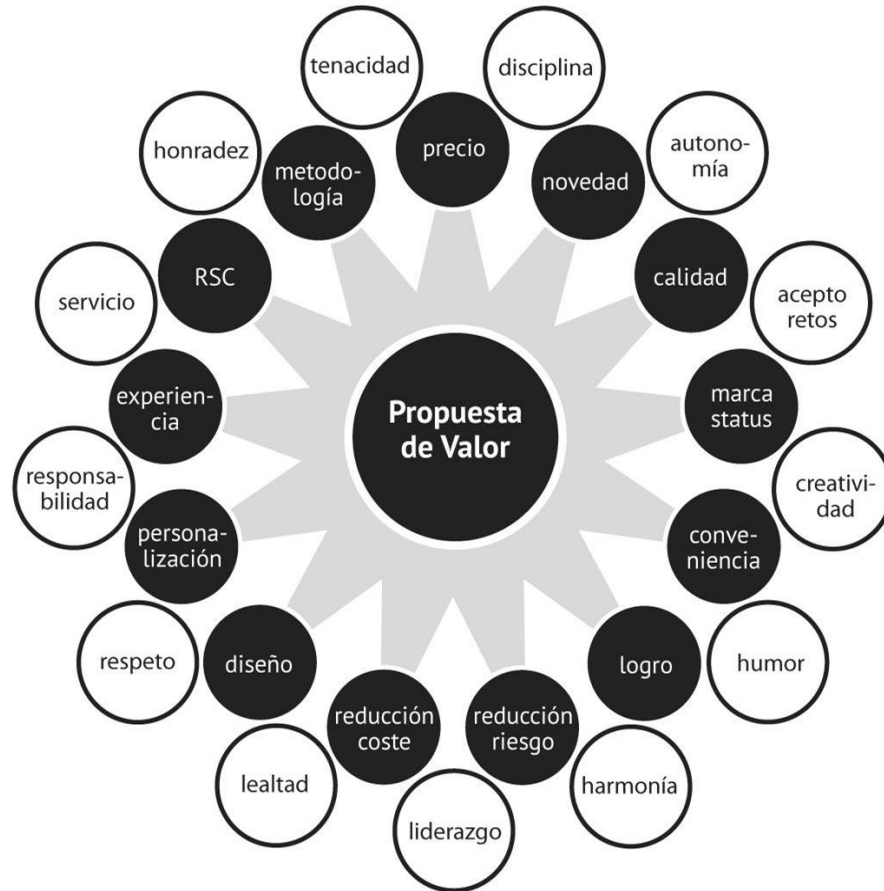 tenacidad
disciplina
honradez
metodo-
logía
precio
novedad
autono-
mía
servicio
RSC
calidad
acepto
retos
experien-
cia
Propuesta
de Valor
marca
status
responsa-
bilidad
creativi-
dad
persona-
lización
conve-
niencia
respeto
diseño
logro
humor
reducción
coste
reducción
riesgo
lealtad
harmonía
liderazgo